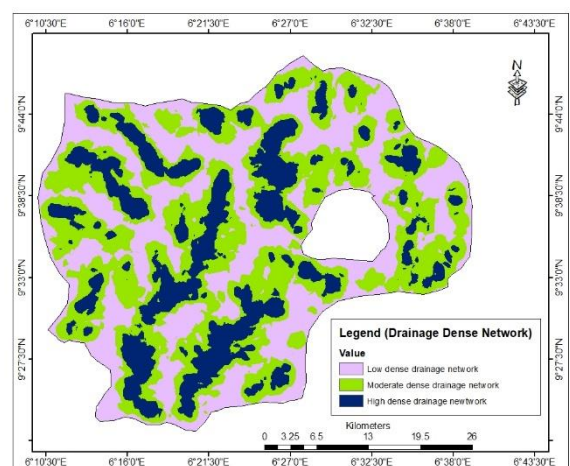 6°10'30"E 6°16'0"E 6°21'30"E 6°27'0"E 6°32'30"E 6°38'0"E 6°43'30"E
N
9°44'0"N 9°44'0"N
9°38'30"N 9°38'30"N
9°33'0"N 9°33'0"N
9°27'30"N 9°27'30"N
Legend (Drainage Dense Network)
Value
Low dense drainage network
Moderate dense drainage network
High dense drainage newtwork
Kilometers
0 3.25 6.5 13 19.5 26
6°10'30"E 6°16'0"E 6°21'30"E 6°27'0"E 6°32'30"E 6°38'0"E 6°43'30"E